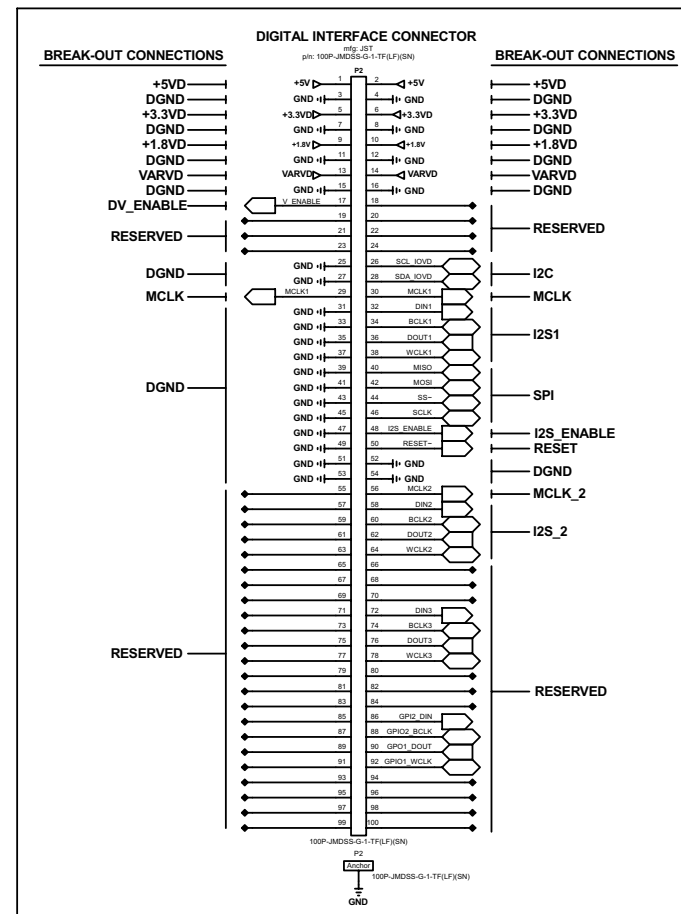 DIGITAL INTERFACE CONNECTOR
mfg: JST
p/n: 100P-JMDSS-G-1-TF(LF)(SN)
BREAK-OUT CONNECTIONS BREAK-OUT CONNECTIONS
P2
+5VD +5V 1 2 +5V +5VD
DGND GND 3 4 GND DGND
+3.3VD +3.3VD 5 6 +3.3VD +3.3VD
DGND GND 7 8 GND DGND
+1.8VD +1.8V 9 10 +1.8V +1.8VD
DGND GND 11 12 GND DGND
VARVD VARVD 13 14 VARVD VARVD
DGND GND 15 16 GND DGND
DV_ENABLE V_ENABLE 17 18
19 20
RESERVED 21 22 RESERVED
23 24
GND 25 26 SCL_IOVD
DGND GND 27 28 SDA_IOVD I2C
MCLK MCLK1 29 30 MCLK1 MCLK
GND 31 32 DIN1
GND 33 34 BCLK1 I2S1
GND 35 36 DOUT1
GND 37 38 WCLK1
DGND GND 39 40 MISO
GND 41 42 MOSI SPI
GND 43 44 SS~
GND 45 46 SCLK
GND 47 48 I2S_ENABLE I2S_ENABLE
GND 49 50 RESET~ RESET
GND 51 52 GND DGND
GND 53 54 GND
55 56 MCLK2 MCLK_2
57 58 DIN2
59 60 BCLK2 I2S_2
61 62 DOUT2
63 64 WCLK2
65 66
67 68
69 70
71 72 DIN3
73 74 BCLK3
RESERVED 75 76 DOUT3
77 78 WCLK3
79 80
81 82 RESERVED
83 84
85 86 GPI2_DIN
87 88 GPIO2_BCLK
89 90 GPO1_DOUT
91 92 GPIO1_WCLK
93 94
95 96
97 98
99 100
100P-JMDSS-G-1-TF(LF)(SN)
P2
Anchor
100P-JMDSS-G-1-TF(LF)(SN)
GND